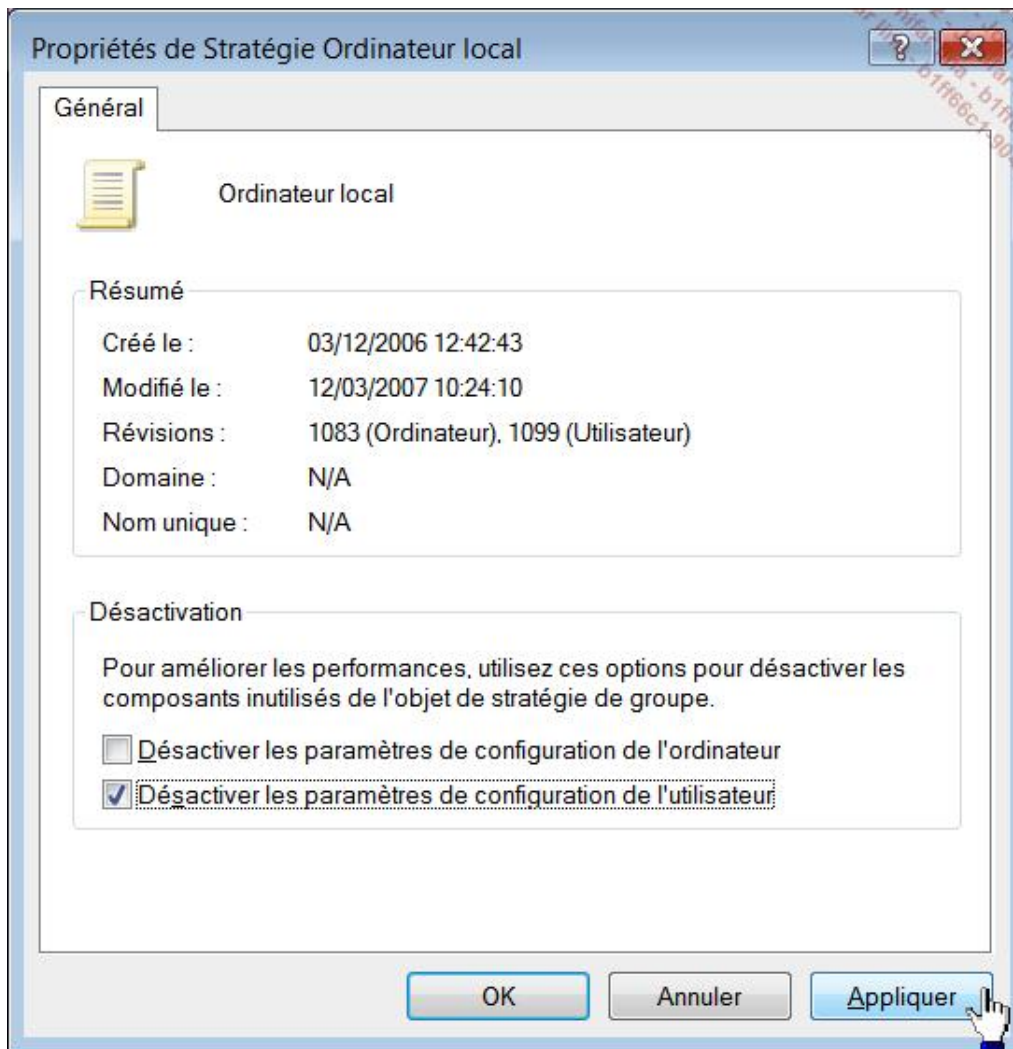 Propriétés de Stratégie Ordinateur local
?
Général
Ordinateur local
Résumé
Créé le : 03/12/2006 12:42:43
Modifié le : 12/03/2007 10:24:10
Révisions : 1083 (Ordinateur), 1099 (Utilisateur)
Domaine : N/A
Nom unique : N/A
Désactivation
Pour améliorer les performances, utilisez ces options pour désactiver les
composants inutilisés de l'objet de stratégie de groupe.
Désactiver les paramètres de configuration de l'ordinateur
Désactiver les paramètres de configuration de l'utilisateur
OK Annuler Appliquer